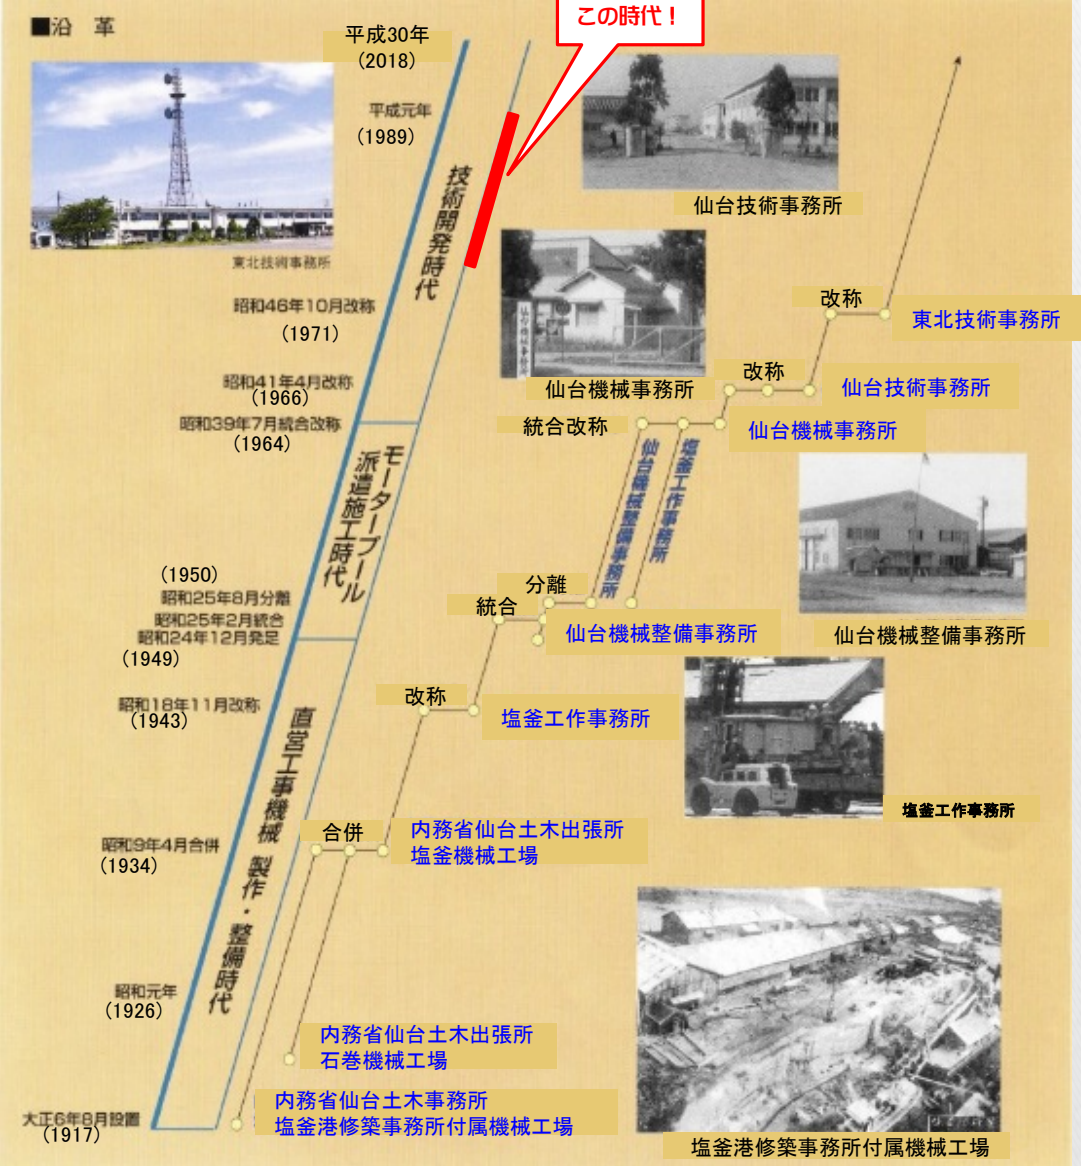 ■沿　革
この時代！
平成30年
(2018)
平成元年
(1989)
技術開発時代
東北技術事務所
仙台技術事務所
仙台機械事務所
仙台機械事務所
昭和46年10月改称
(1971)
改称
東北技術事務所
昭和41年4月改称
(1966)
改称
仙台技術事務所
昭和39年7月統合改称
(1964)
統合改称
仙台機械事務所
モータープール
派遣施工時代
仙台機械整備事務所
塩釜工作事務所
(1950)
昭和25年8月分離
分離
昭和25年2月統合
統合
昭和24年12月発足
(1949)
仙台機械整備事務所
仙台機械整備事務所
昭和18年11月改称
(1943)
改称
塩釜工作事務所
塩釜工作事務所
直営工事機械　製作・整備時代
昭和9年4月合併
(1934)
合併
内務省仙台土木出張所
塩釜機械工場
昭和元年
(1926)
内務省仙台土木出張所
石巻機械工場
大正6年8月設置
(1917)
内務省仙台土木事務所
塩釜港修築事務所付属機械工場
塩釜港修築事務所付属機械工場